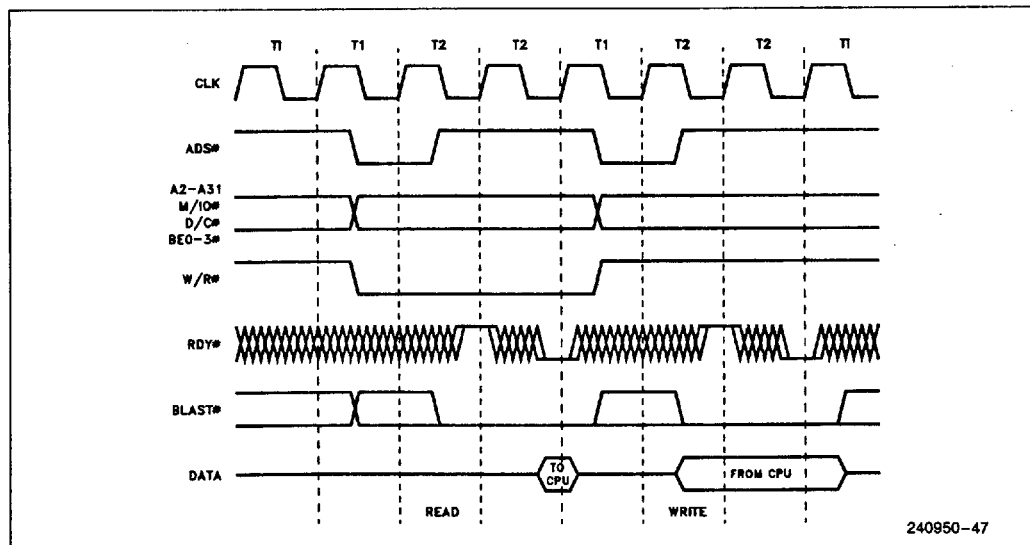 Ti T1 T2 T2 T1 T2 T2 Ti
CLK
ADS#
A2-A31
M/IO#
D/C#
BE0-3#
W/R#
RDY#
BLAST#
DATA
TO
CPU
FROM CPU
READ WRITE
240950-47